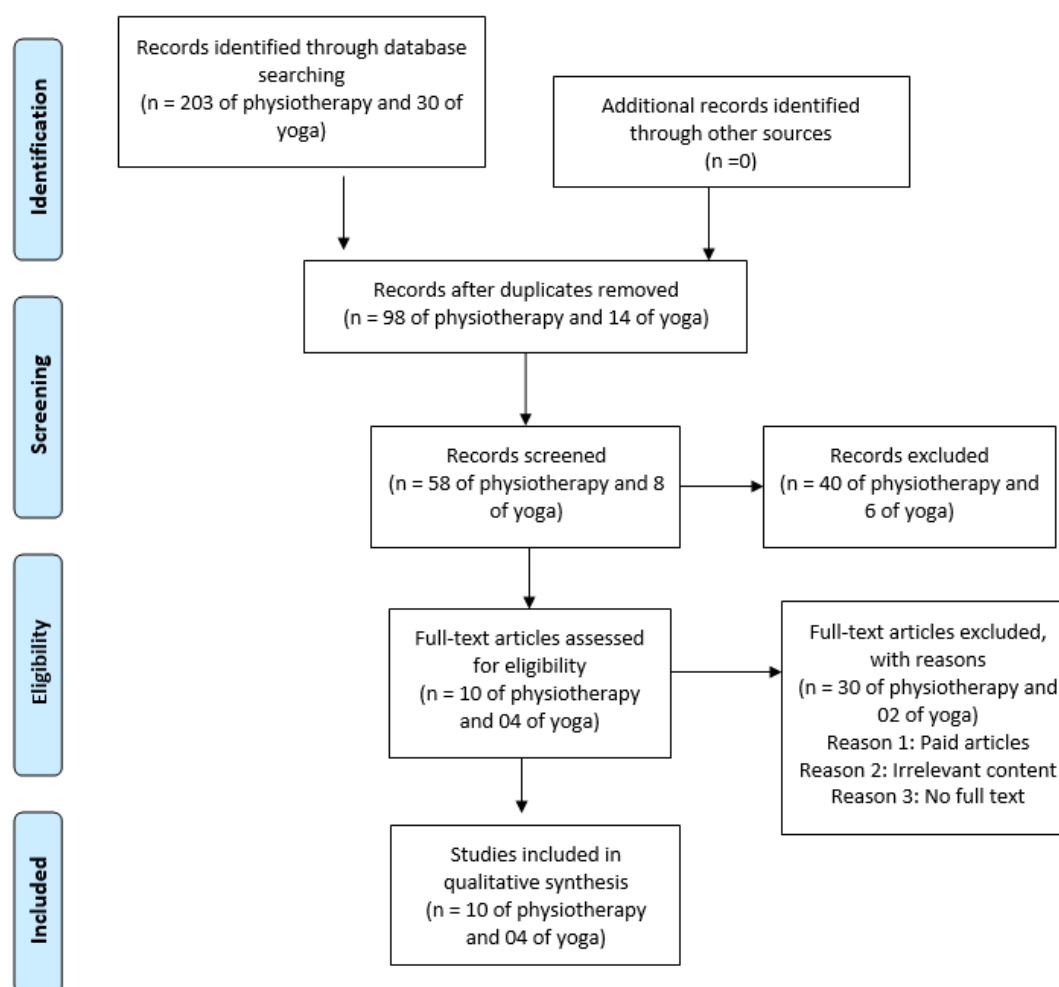 Identification
Records identified through database
searching
(n = 203 of physiotherapy and 30 of
yoga)
Additional records identified
through other sources
(n =0)
Screening
Records after duplicates removed
(n = 98 of physiotherapy and 14 of yoga)
Records screened
(n = 58 of physiotherapy and 8
of yoga)
Records excluded
(n = 40 of physiotherapy and
6 of yoga)
Eligibility
Full-text articles assessed
for eligibility
(n = 10 of physiotherapy
and 04 of yoga)
Full-text articles excluded,
with reasons
(n = 30 of physiotherapy and
02 of yoga)
Reason 1: Paid articles
Reason 2: Irrelevant content
Reason 3: No full text
Included
Studies included in
qualitative synthesis
(n = 10 of physiotherapy
and 04 of yoga)